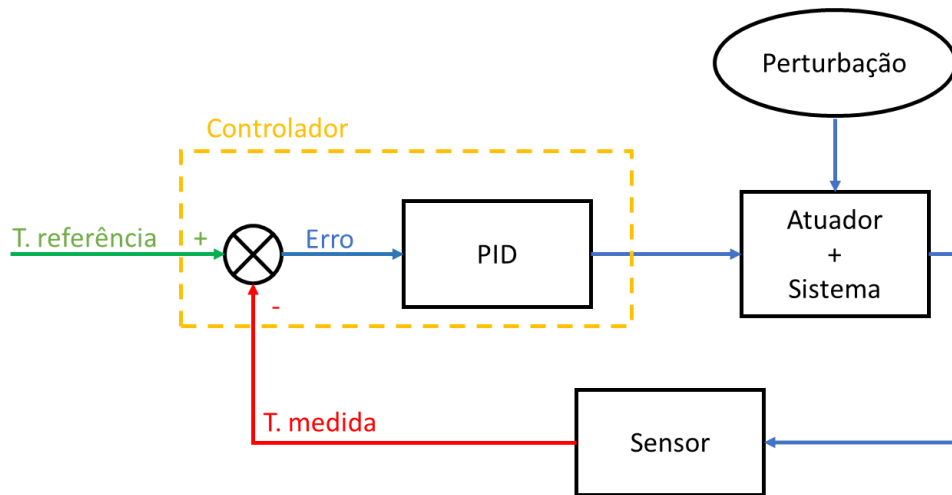 Perturbação
Controlador
T. referência
+
Erro
PID
Atuador
+
Sistema
-
T. medida
Sensor